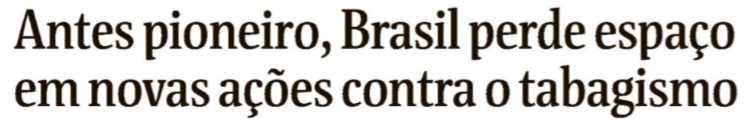 Antes pioneiro, Brasil perde espaço
em novas ações contra o tabagismo